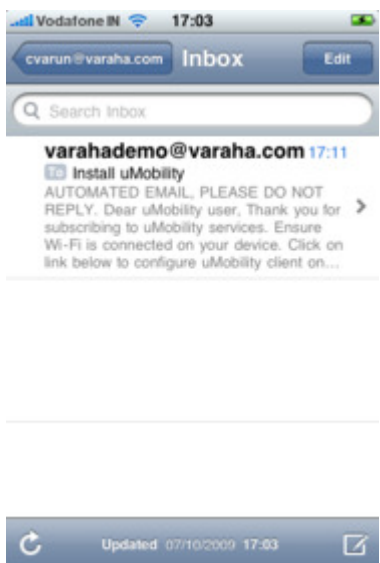 Vodafone IN 17:03
cvarun@varaha.com Inbox Edit
Search Inbox
varahademo@varaha.com 17:11
To Install uMobility
AUTOMATED EMAIL, PLEASE DO NOT
REPLY. Dear uMobility user, Thank you for
subscribing to uMobility services. Ensure
Wi-Fi is connected on your device. Click on
link below to configure uMobility client on...
Updated 07/10/2009 17:03